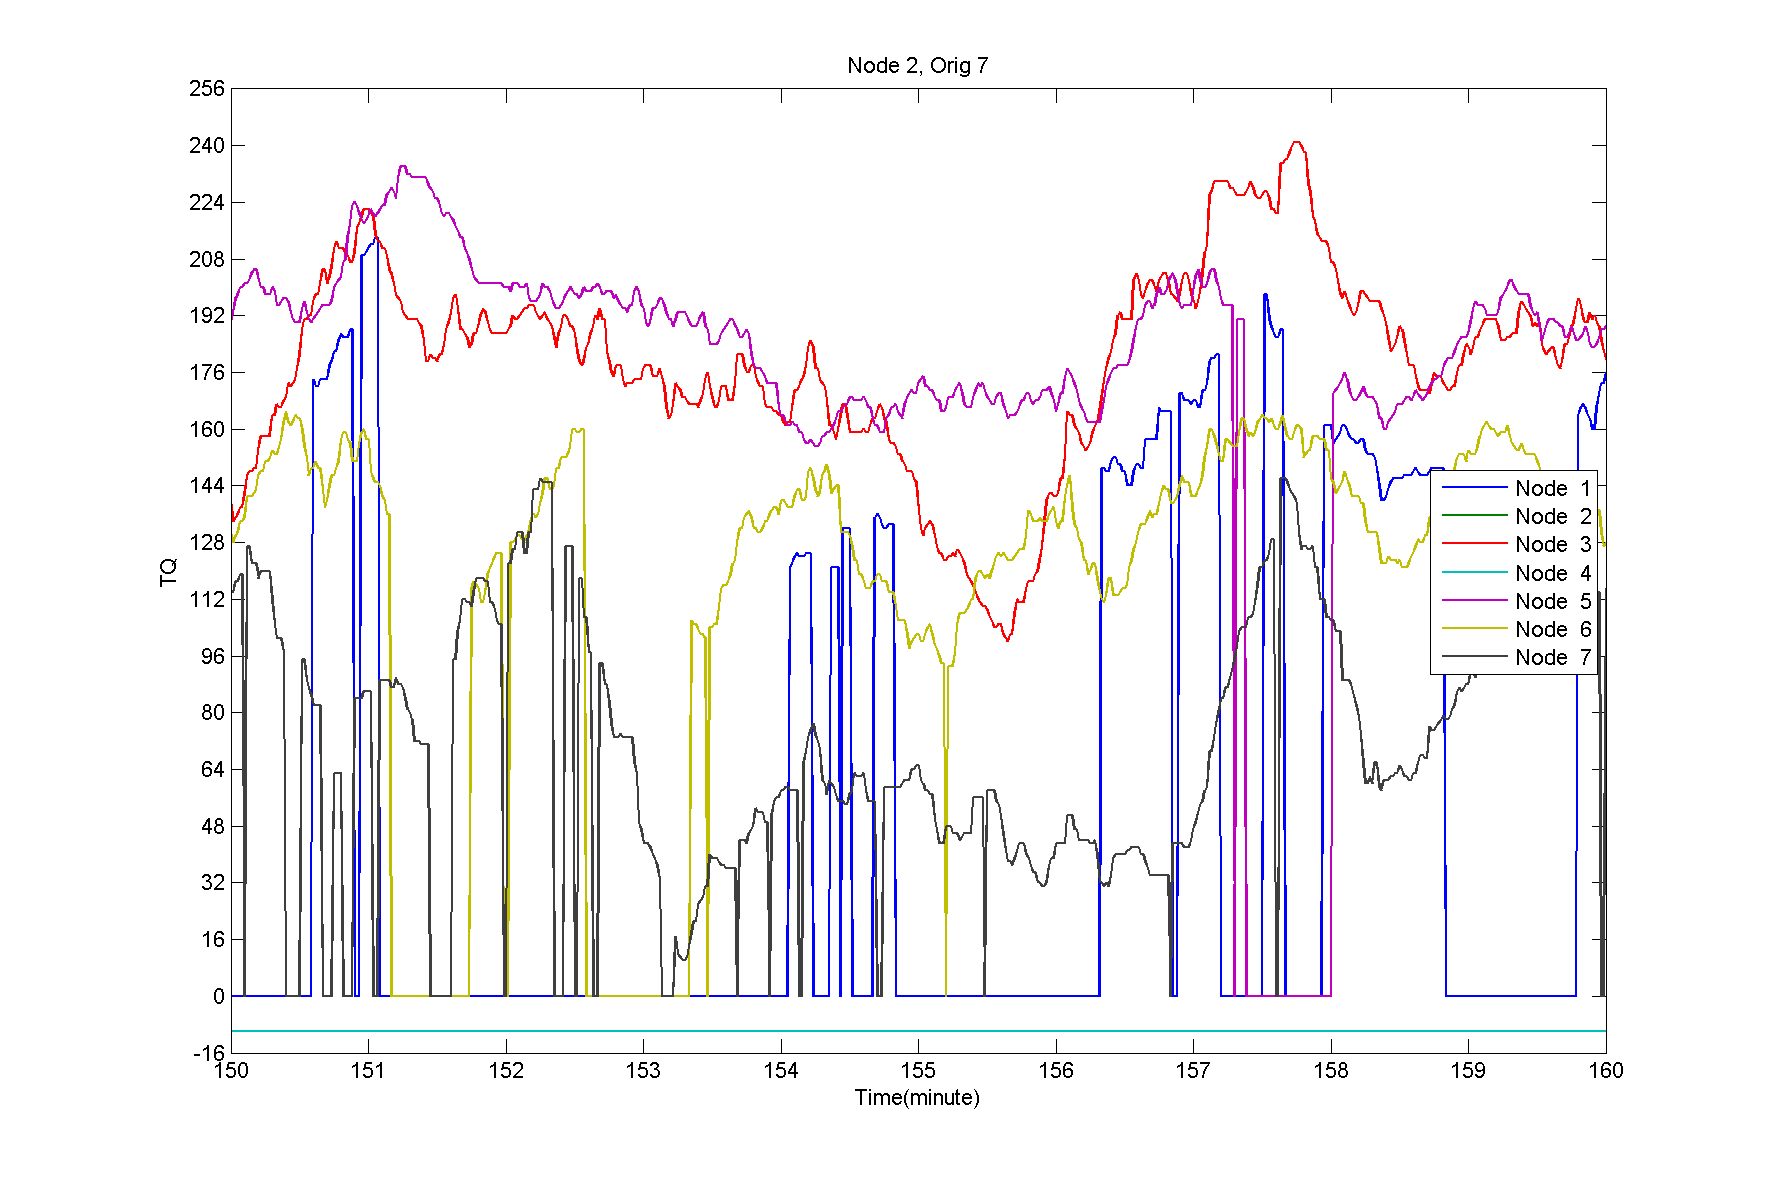 Node 2, Orig 7
256
240
224
208
192
176
160
144
128
112
96
80
64
48
32
16
0
-16
TQ
150 151 152 153 154 155 156 157 158 159 160
Time(minute)
Node 1
Node 2
Node 3
Node 4
Node 5
Node 6
Node 7